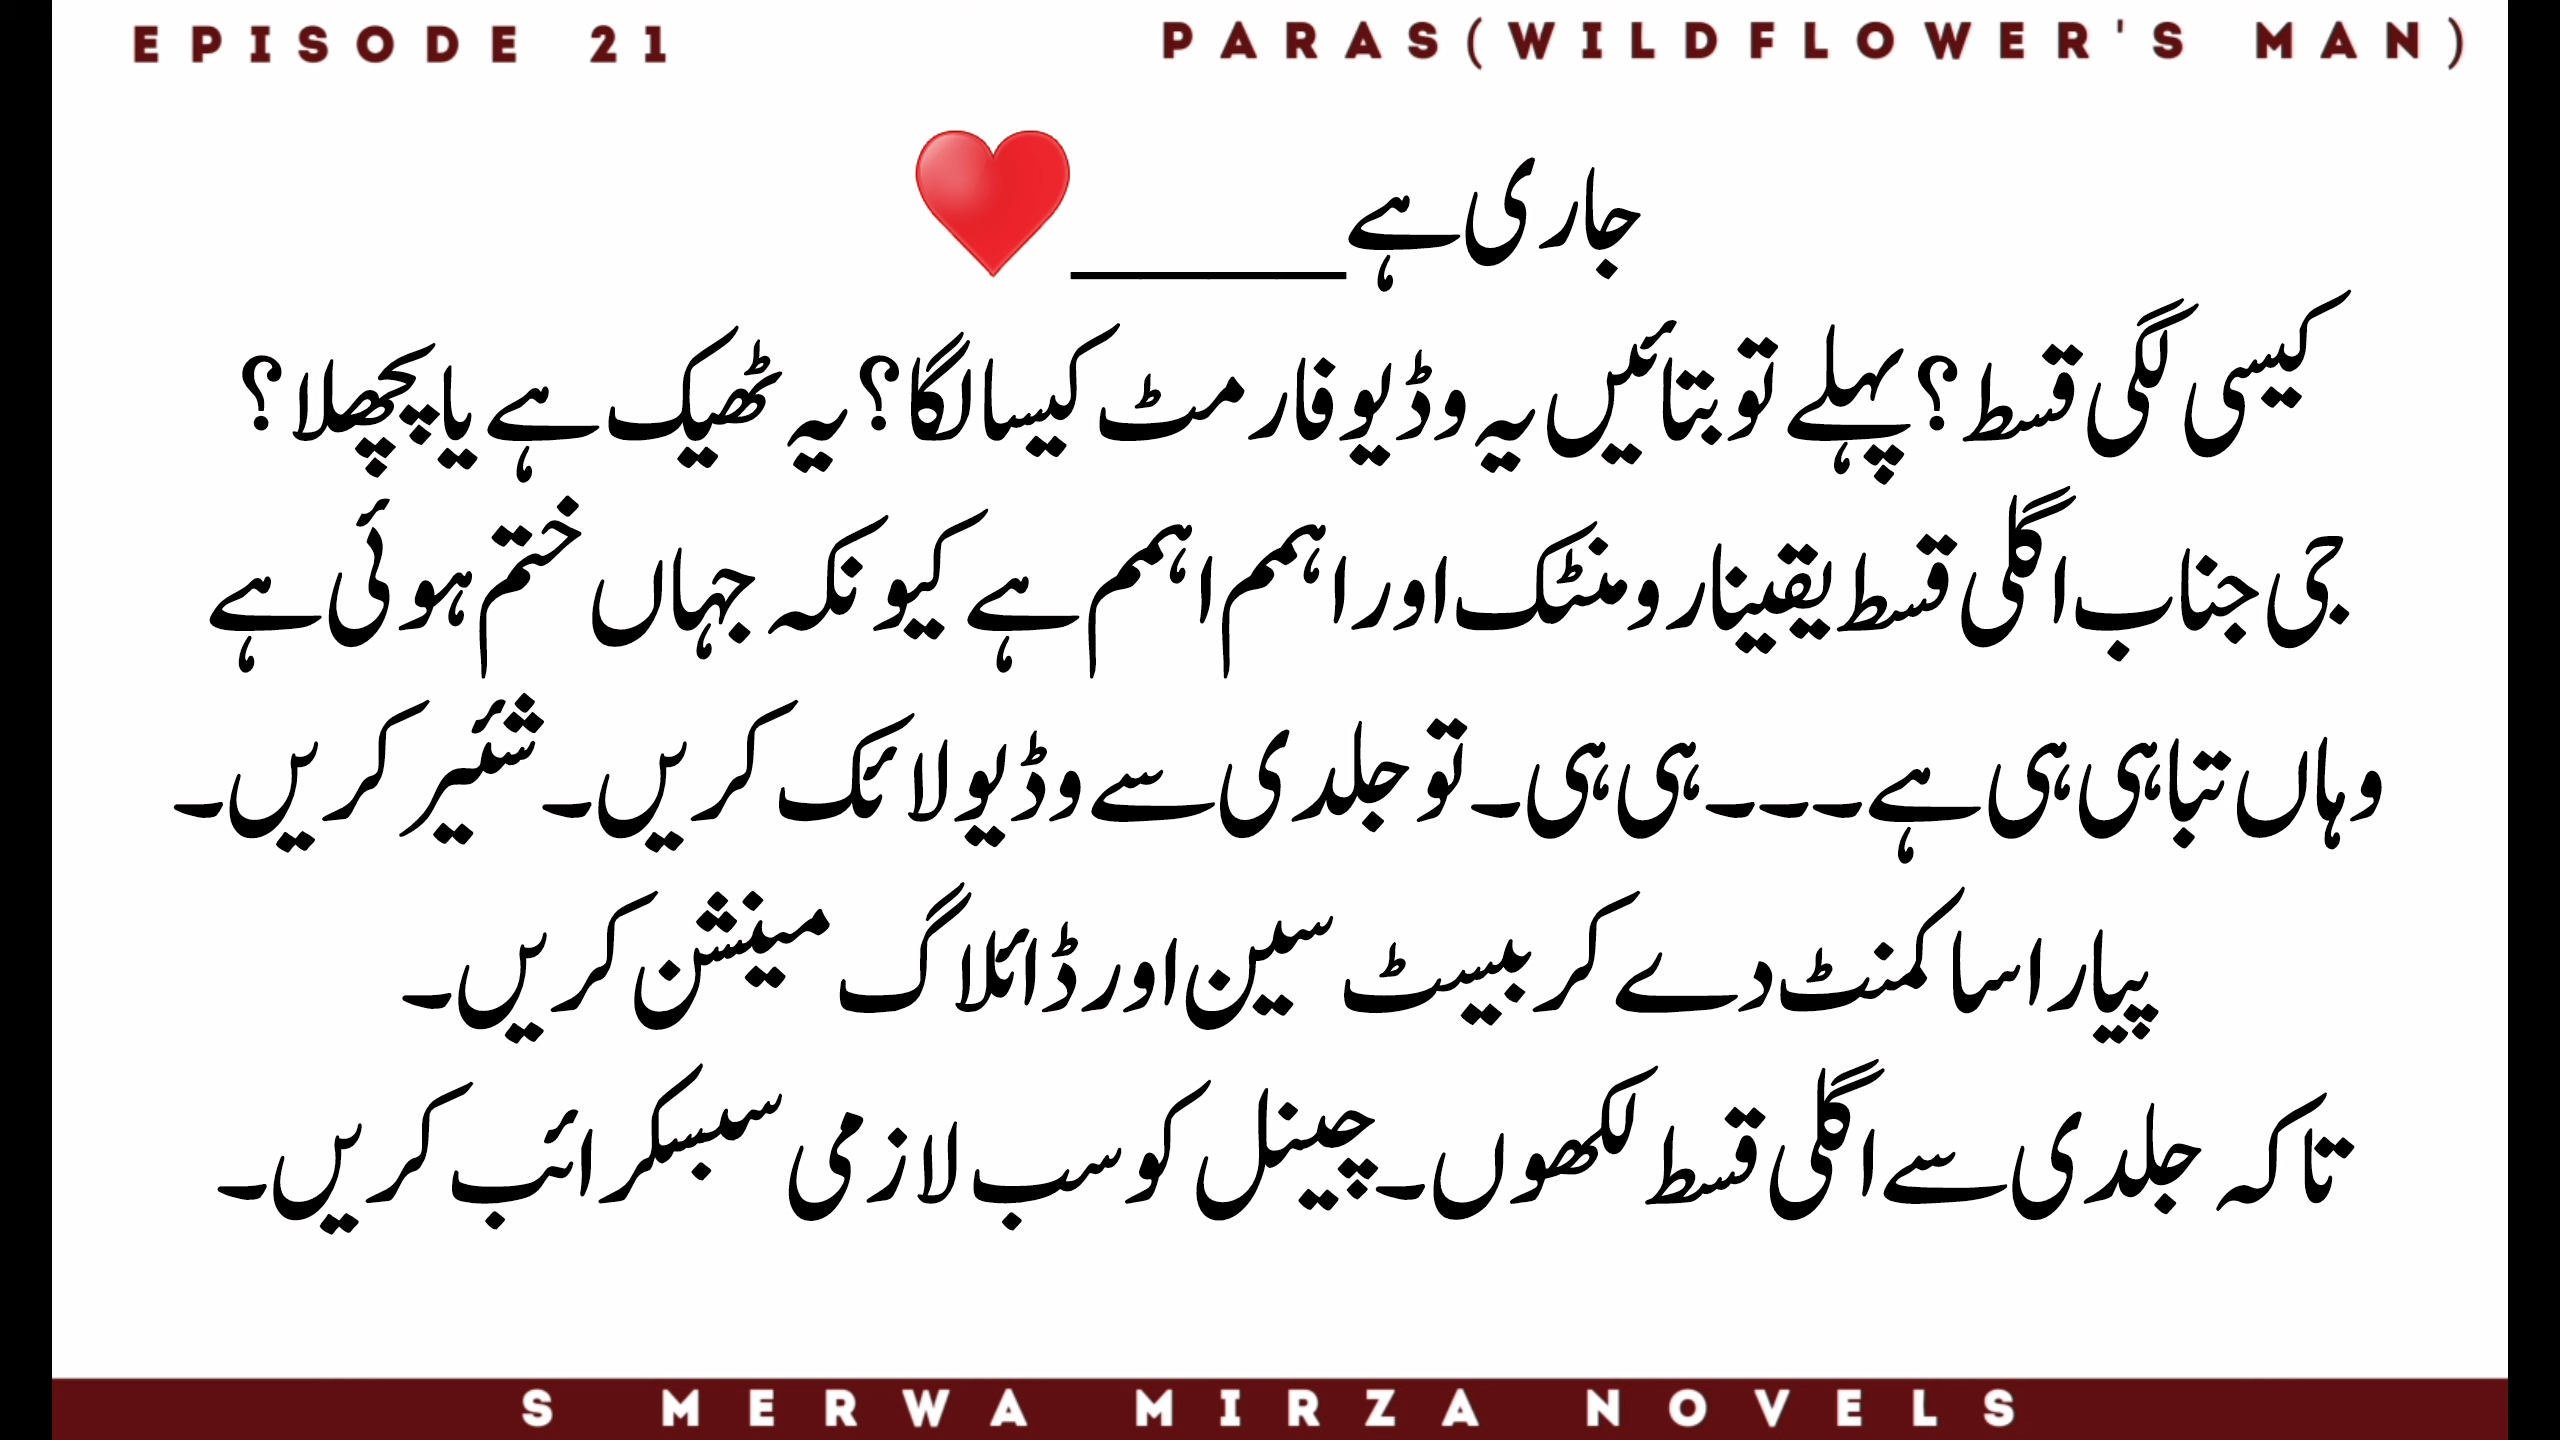 EPISODE 21
PARAS(WILDFLOWER'S MAN)
جاری ہے______❤️
کیسی لگی قسط؟ پہلے تو بتائیں یہ وڈیو فارمٹ کیسا لگا؟ یہ ٹھیک ہے یا پچھلا؟
جی جناب اگلی قسط یقینا رومنٹک اور اہمم اہمم ہے کیونکہ جہاں ختم ہوئی ہے
وہاں تباہی ہی ہے۔۔۔ہی ہی۔ تو جلدی سے وڈیو لائک کریں۔ شئیر کریں۔
پیارا سا کمنٹ دے کر بیسٹ سین اور ڈائلاگ مینشن کریں۔
تاکہ جلدی سے اگلی قسط لکھوں۔ چینل کو سب لازمی سبسکرائب کریں۔
S MERWA MIRZA NOVELS